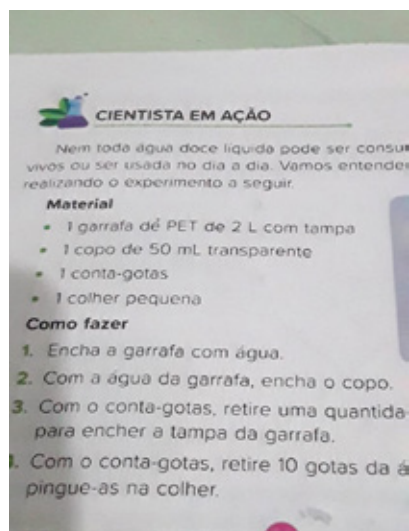 CIENTISTA EM AÇÃO
Nem toda água doce líquida pode ser
vivos ou ser usada no dia a dia. Vamos
realizando o experimento a seguir.
Material
• 1 garrafa de PET de 2 L com tampa
• 1 copo de 50 mL transparente
• 1 conta-gotas
• 1 colher pequena
Como fazer
1. Encha a garrafa com água.
2. Com a água da garrafa, encha o copo.
3. Com o conta-gotas, retire uma
para encher a tampa da garrafa.
Com o conta-gotas, retire 10 gotas da
pingue-as na colher.